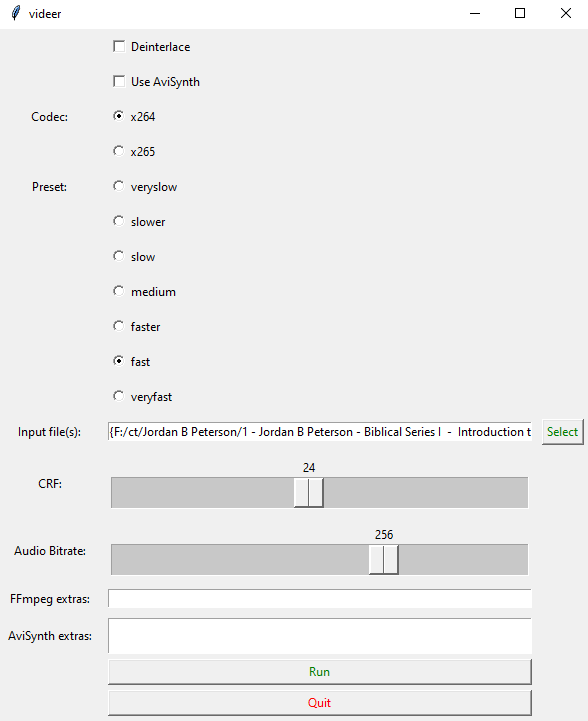 videer
Deinterlace
Use AviSynth
Codec: x264
x265
Preset: veryslow
slower
slow
medium
faster
fast
veryfast
Input file(s): {F:/ct/Jordan B Peterson/1 - Jordan B Peterson - Biblical Series I  -  Introduction t Select
24
CRF:
256
Audio Bitrate:
FFmpeg extras:
AviSynth extras:
Run
Quit